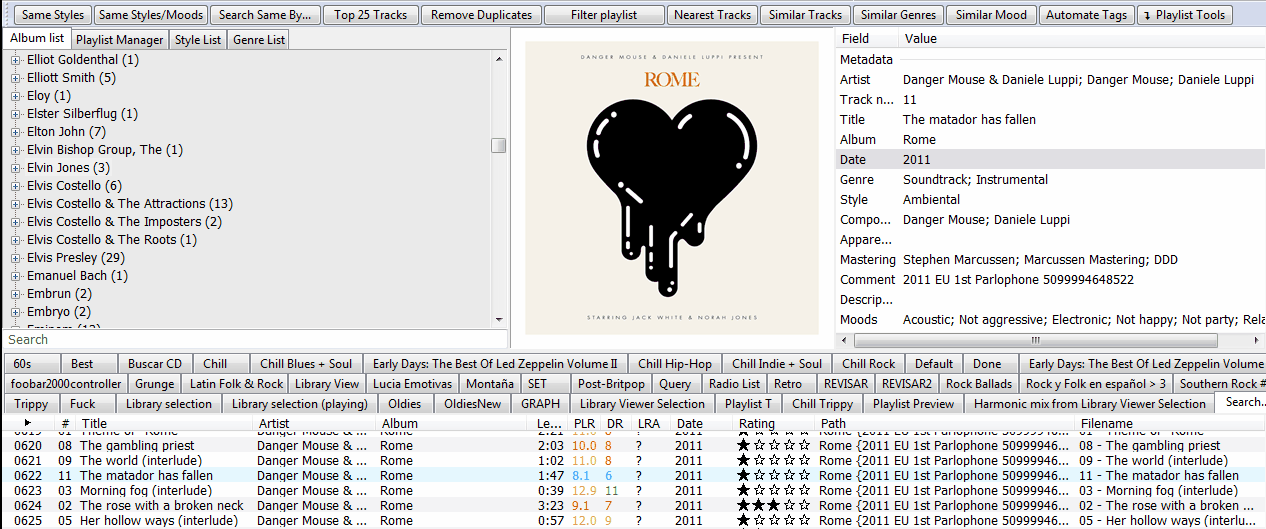 Same Styles Same Styles/Moods Search Same By... Top 25 Tracks Remove Duplicates Filter playlist Nearest Tracks Similar Tracks Similar Genres Similar Mood Automate Tags ↴ Playlist Tools
Album list Playlist Manager Style List Genre List
Elliot Goldenthal (1)
Elliott Smith (5)
Eloy (1)
Elster Silberflug (1)
Elton John (7)
Elvin Bishop Group, The (1)
Elvin Jones (3)
Elvis Costello (6)
Elvis Costello & The Attractions (13)
Elvis Costello & The Imposters (2)
Elvis Costello & The Roots (1)
Elvis Presley (29)
Emanuel Bach (1)
Embrun (2)
Embryo (2)
Search
DANGER MOUSE & DANIELE LUPPI PRESENT
ROME
STARRING JACK WHITE & NORAH JONES
Field Value
Metadata
Artist Danger Mouse & Daniele Luppi; Danger Mouse; Daniele Luppi
Track n... 11
Title The matador has fallen
Album Rome
Date 2011
Genre Soundtrack; Instrumental
Style Ambiental
Compo... Danger Mouse; Daniele Luppi
Appare...
Mastering Stephen Marcussen; Marcussen Mastering; DDD
Comment 2011 EU 1st Parlophone 5099994648522
Descrip...
Moods Acoustic; Not aggressive; Electronic; Not happy; Not party; Rela
60s Best Buscar CD Chill Chill Blues + Soul Early Days: The Best Of Led Zeppelin Volume II Chill Hip-Hop Chill Indie + Soul Chill Rock Default Done Early Days: The Best Of Led Zeppelin Volume
foobar2000controller Grunge Latin Folk & Rock Library View Lucia Emotivas Montaña SET Post-Britpop Query Radio List Retro REVISAR REVISAR2 Rock Ballads Rock y Folk en español > 3 Southern Rock #
Trippy Fuck Library selection Library selection (playing) Oldies OldiesNew GRAPH Library Viewer Selection Playlist T Chill Trippy Playlist Preview Harmonic mix from Library Viewer Selection Search...
# Title Artist Album Le... PLR DR LRA Date Rating Path Filename
0620 08 The gambling priest Danger Mouse & ... Rome 2:03 10.0 8 ? 2011 ★☆☆☆☆ Rome {2011 EU 1st Parlophone 50999946... 08 - The gambling priest
0621 09 The world (interlude) Danger Mouse & ... Rome 1:02 11.0 8 ? 2011 ★☆☆☆☆ Rome {2011 EU 1st Parlophone 50999946... 09 - The world (interlude)
0622 11 The matador has fallen Danger Mouse & ... Rome 1:47 8.1 6 ? 2011 ★☆☆☆☆ Rome {2011 EU 1st Parlophone 50999946... 11 - The matador has fallen
0623 03 Morning fog (interlude) Danger Mouse & ... Rome 0:39 12.9 11 ? 2011 ★☆☆☆☆ Rome {2011 EU 1st Parlophone 50999946... 03 - Morning fog (interlude)
0624 02 The rose with a broken neck Danger Mouse & ... Rome 3:23 9.1 7 ? 2011 ★★★☆☆ Rome {2011 EU 1st Parlophone 50999946... 02 - The rose with a broken ...
0625 05 Her hollow ways (interlude) Danger Mouse & ... Rome 0:57 12.0 9 ? 2011 ★☆☆☆☆ Rome {2011 EU 1st Parlophone 50999946... 05 - Her hollow ways (interlu...